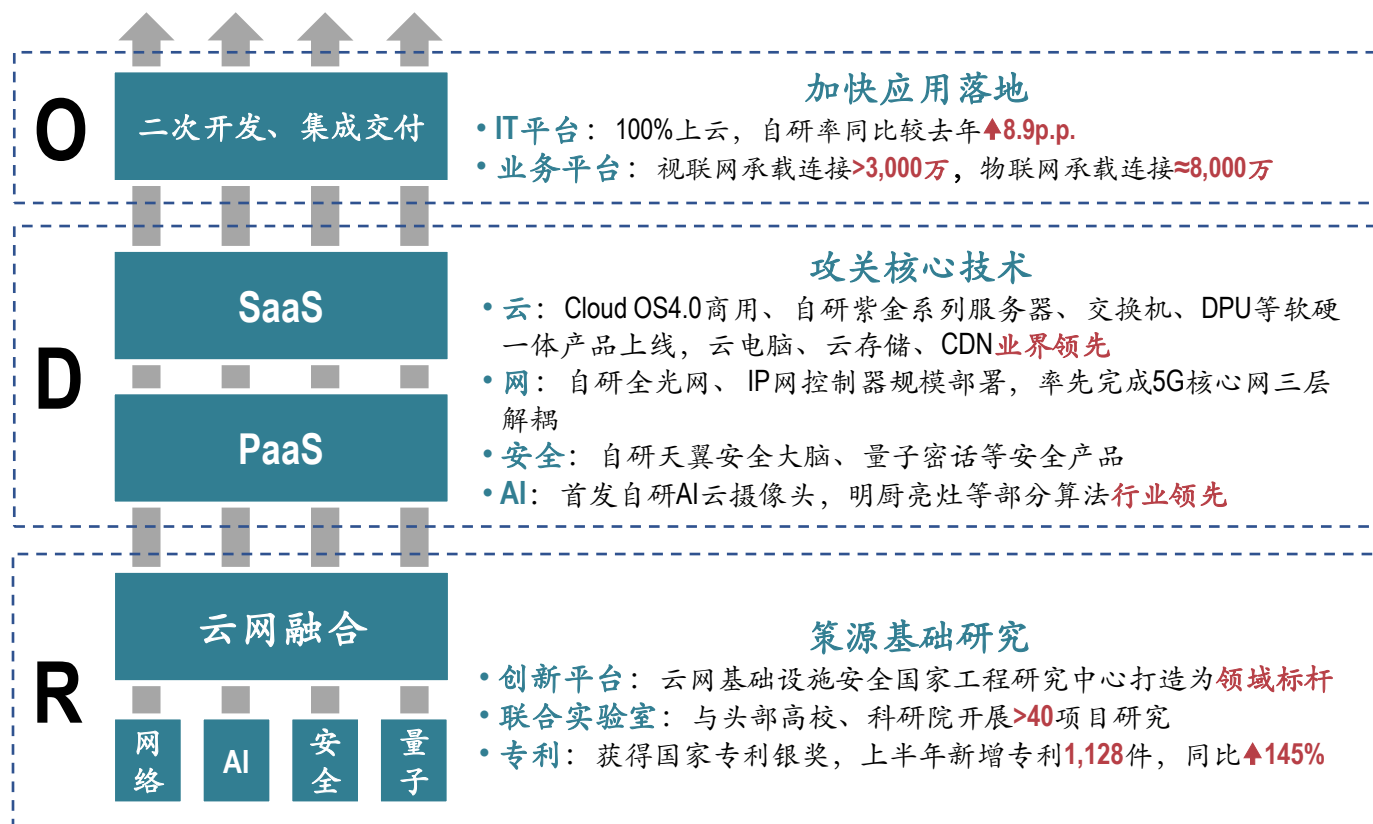 O
二次开发、集成交付
加快应用落地
•IT平台：100%上云，自研率同比较去年↑8.9p.p.
•业务平台：视联网承载连接>3,000万，物联网承载连接≈8,000万
D
SaaS
PaaS
攻关核心技术
•云：Cloud OS4.0商用、自研紫金系列服务器、交换机、DPU等软硬
一体产品上线，云电脑、云存储、CDN业界领先
•网：自研全光网、 IP网控制器规模部署，率先完成5G核心网三层
解耦
•安全：自研天翼安全大脑、量子密话等安全产品
•AI：首发自研AI云摄像头，明厨亮灶等部分算法行业领先
R
云网融合
网络
AI
安全
量子
策源基础研究
•创新平台：云网基础设施安全国家工程研究中心打造为领域标杆
•联合实验室：与头部高校、科研院开展>40项目研究
•专利：获得国家专利银奖，上半年新增专利1,128件，同比↑145%